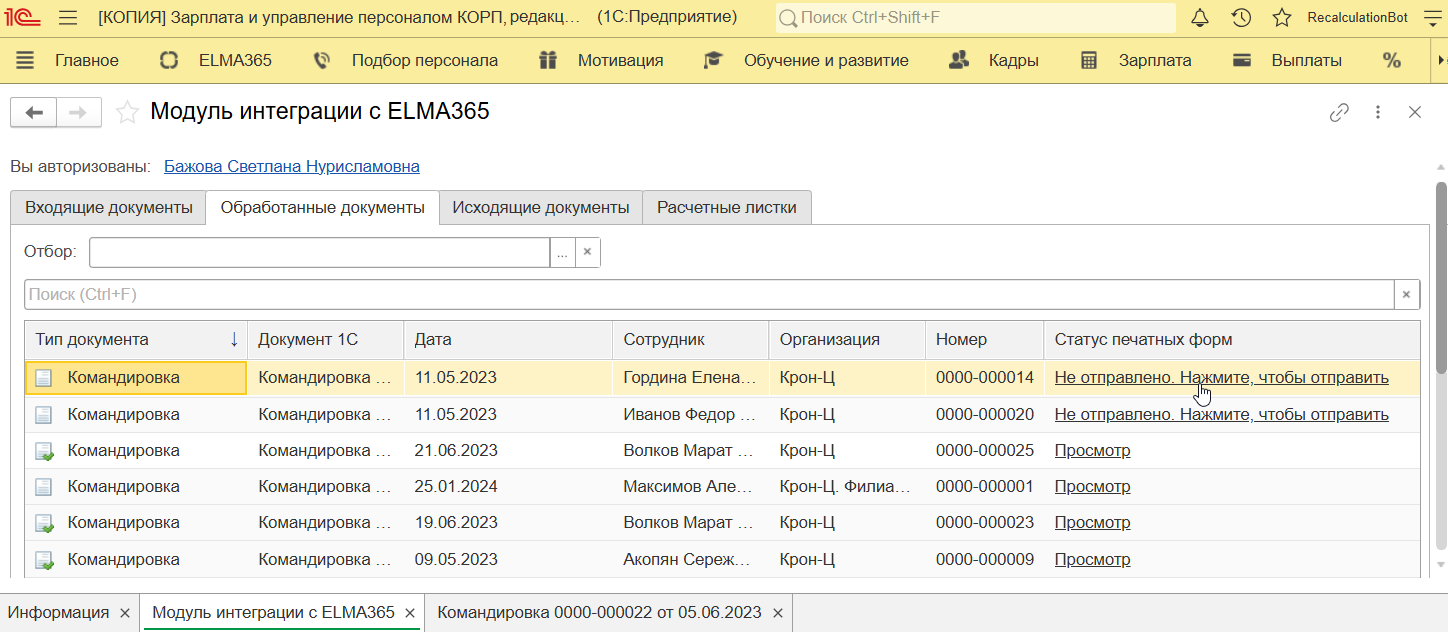 1С [КОПИЯ] Зарплата и управление персоналом КОРП, редакц... (1С:Предприятие) Поиск Ctrl+Shift+F RecalculationBot
Главное ELMA365 Подбор персонала Мотивация Обучение и развитие Кадры Зарплата Выплаты %
Модуль интеграции с ELMA365
Вы авторизованы: Бажова Светлана Нурисламовна
Входящие документы Обработанные документы Исходящие документы Расчетные листки
Отбор: ... ×
Поиск (Ctrl+F) ×
Тип документа ↓ Документ 1С Дата Сотрудник Организация Номер Статус печатных форм
Командировка Командировка ... 11.05.2023 Гордина Елена... Крон-Ц 0000-000014 Не отправлено. Нажмите, чтобы отправить
Командировка Командировка ... 11.05.2023 Иванов Федор ... Крон-Ц 0000-000020 Не отправлено. Нажмите, чтобы отправить
Командировка Командировка ... 21.06.2023 Волков Марат ... Крон-Ц 0000-000025 Просмотр
Командировка Командировка ... 25.01.2024 Максимов Але... Крон-Ц. Филиа... 0000-000001 Просмотр
Командировка Командировка ... 19.06.2023 Волков Марат ... Крон-Ц 0000-000023 Просмотр
Командировка Командировка ... 09.05.2023 Акопян Сереж... Крон-Ц 0000-000009 Просмотр
Информация × Модуль интеграции с ELMA365 × Командировка 0000-000022 от 05.06.2023 ×